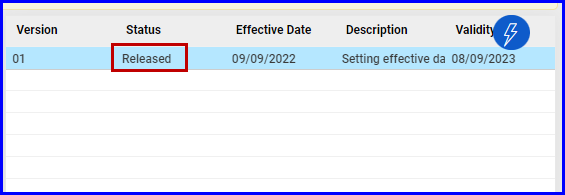 Version Status Effective Date Description Validity
01 Released 09/09/2022 Setting effective da 08/09/2023